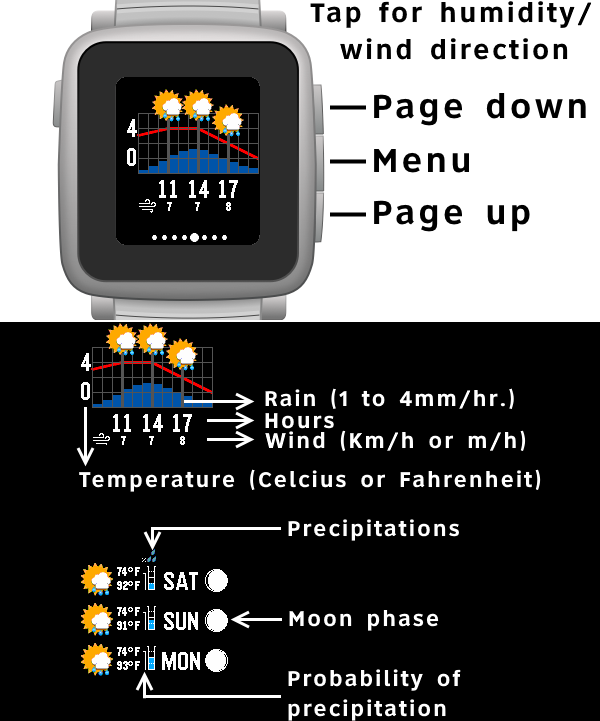 Tap for humidity/
wind direction
Page down
Menu
Page up
4
0
11 14 17
7 7 8
4
0
11 14 17
7 7 8
Rain (1 to 4mm/hr.)
Hours
Wind (Km/h or m/h)
Temperature (Celcius or Fahrenheit)
Precipitations
74°F
92°F
SAT
74°F
91°F
SUN
Moon phase
74°F
93°F
MON
Probability of
precipitation